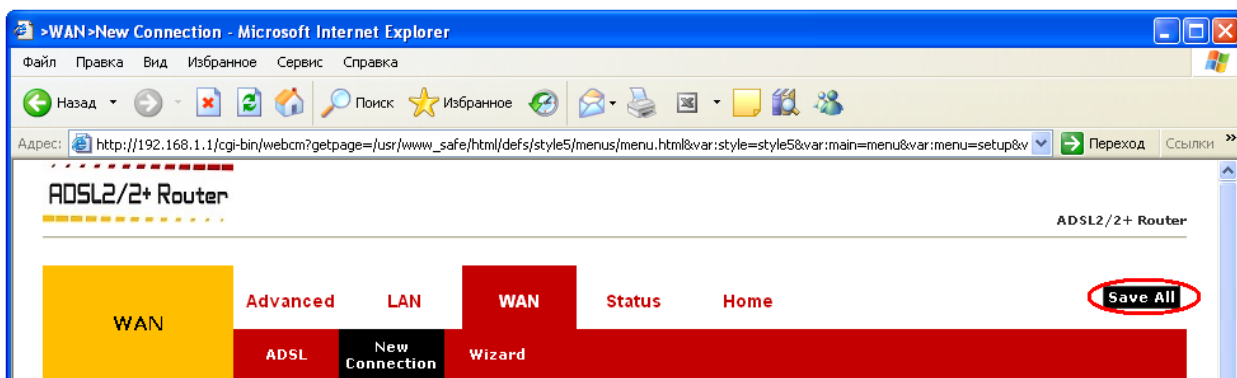 >WAN>New Connection - Microsoft Internet Explorer
Файл Правка Вид Избранное Сервис Справка
Назад Поиск Избранное
Адрес: http://192.168.1.1/cgi-bin/webcm?getpage=/usr/www_safe/html/defs/style5/menus/menu.html&var:style=style5&var:main=menu&var:menu=setup&v Переход Ссылки »
ADSL2/2+ Router
ADSL2/2+ Router
WAN
Advanced LAN WAN Status Home Save All
ADSL New Connection Wizard